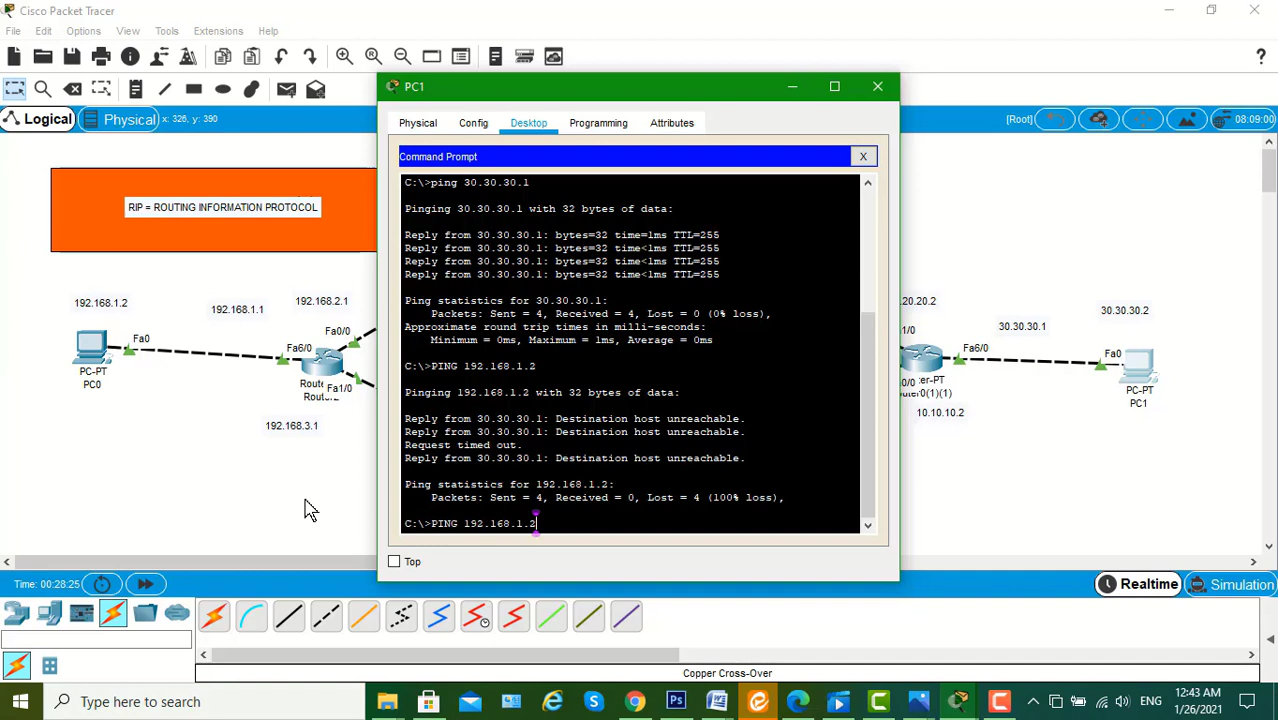 Cisco Packet Tracer
File Edit Options View Tools Extensions Help
?
Logical Physical x: 326, y: 390 [Root] 08:09:00
PC1
Physical Config Desktop Programming Attributes
Command Prompt X
C:\>ping 30.30.30.1
Pinging 30.30.30.1 with 32 bytes of data:
Reply from 30.30.30.1: bytes=32 time=1ms TTL=255
Reply from 30.30.30.1: bytes=32 time<1ms TTL=255
Reply from 30.30.30.1: bytes=32 time<1ms TTL=255
Reply from 30.30.30.1: bytes=32 time<1ms TTL=255
Ping statistics for 30.30.30.1:
Packets: Sent = 4, Received = 4, Lost = 0 (0% loss),
Approximate round trip times in milli-seconds:
Minimum = 0ms, Maximum = 1ms, Average = 0ms
C:\>PING 192.168.1.2
Pinging 192.168.1.2 with 32 bytes of data:
Reply from 30.30.30.1: Destination host unreachable.
Reply from 30.30.30.1: Destination host unreachable.
Request timed out.
Reply from 30.30.30.1: Destination host unreachable.
Ping statistics for 192.168.1.2:
Packets: Sent = 4, Received = 0, Lost = 4 (100% loss),
C:\>PING 192.168.1.2
Top
RIP = ROUTING INFORMATION PROTOCOL
192.168.1.2
192.168.1.1
192.168.2.1
Fa0/0
Fa0
Fa6/0
PC-PT
PC0
Fa1/0
192.168.3.1
.20.20.2
30.30.30.1
30.30.30.2
Fa6/0
Fa0
PC-PT
PC1
10.10.10.2
Time: 00:28:25 Realtime Simulation
Copper Cross-Over
Type here to search
ENG
12:43 AM
1/26/2021